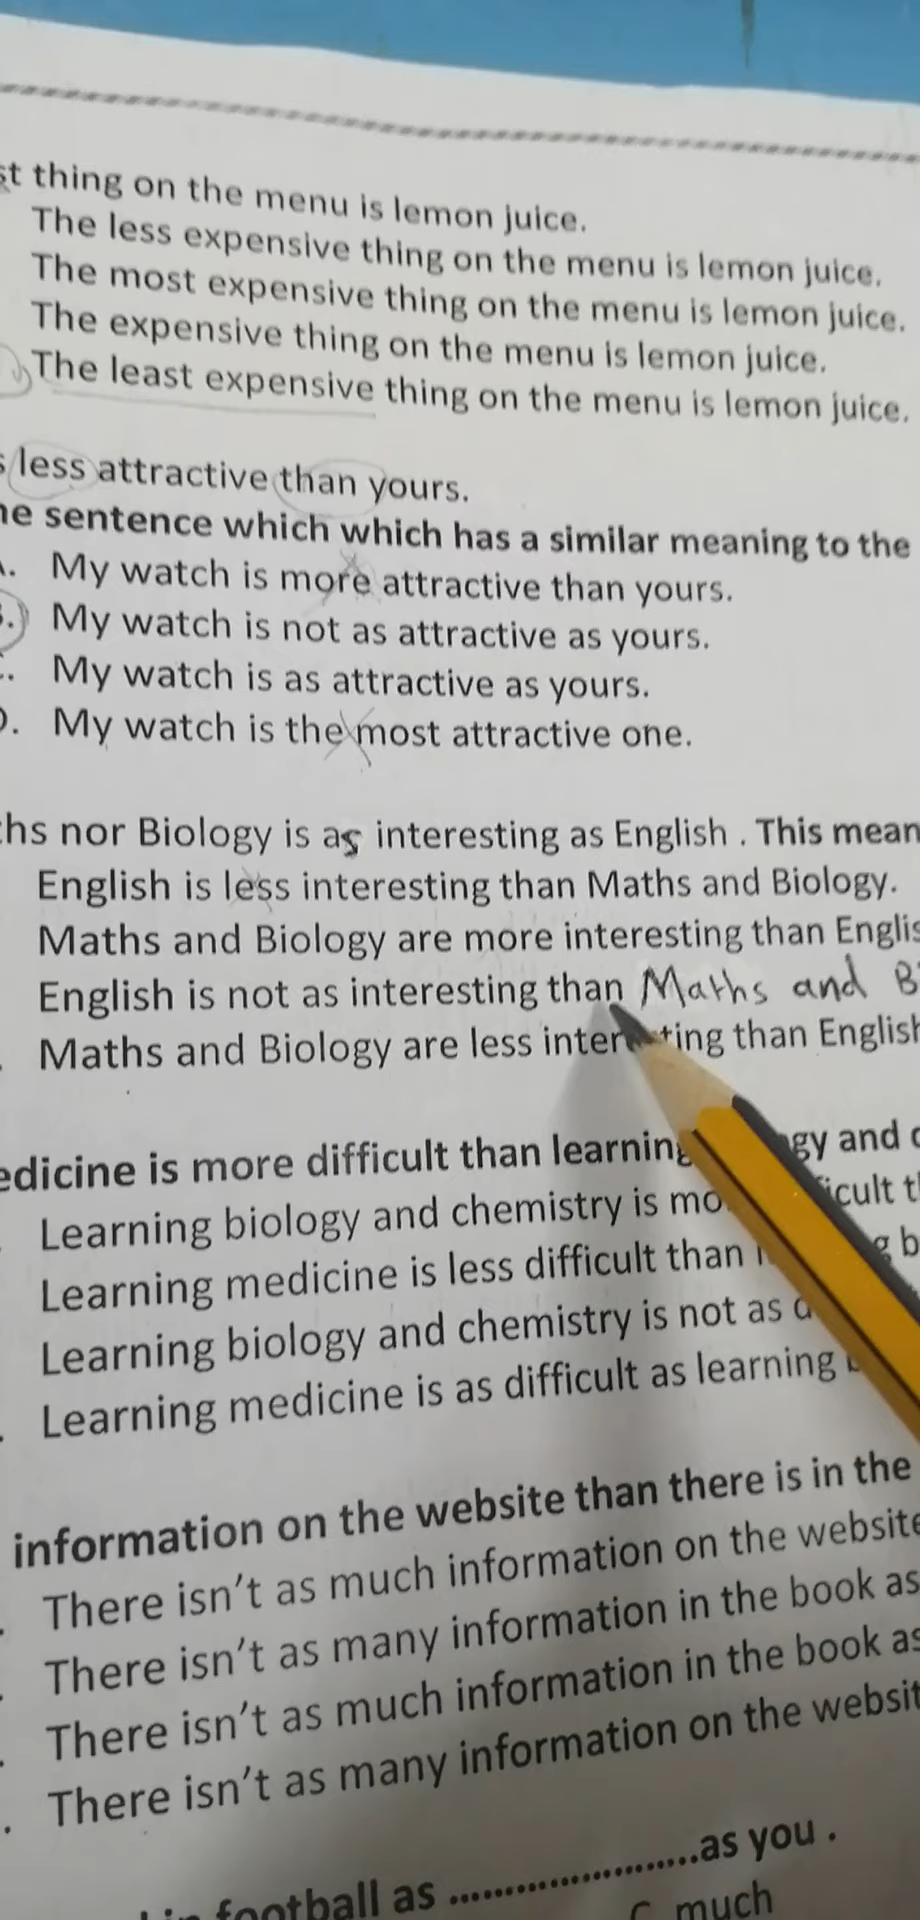 st thing on the menu is lemon juice.
The less expensive thing on the menu is lemon juice.
The most expensive thing on the menu is lemon juice.
The expensive thing on the menu is lemon juice.
The least expensive thing on the menu is lemon juice.
s less attractive than yours.
he sentence which which has a similar meaning to the
. My watch is more attractive than yours.
. My watch is not as attractive as yours.
. My watch is as attractive as yours.
D. My watch is the most attractive one.
ths nor Biology is as interesting as English . This mean
English is less interesting than Maths and Biology.
Maths and Biology are more interesting than Englis
English is not as interesting than Maths and B
Maths and Biology are less interesting than English
edicine is more difficult than learning gy and c
Learning biology and chemistry is mo icult t
Learning medicine is less difficult than g b
Learning biology and chemistry is not as d
Learning medicine is as difficult as learning
information on the website than there is in the
. There isn't as much information on the website
. There isn't as many information in the book as
. There isn't as much information in the book as
. There isn't as many information on the websit
football as ........................as you .
C. much